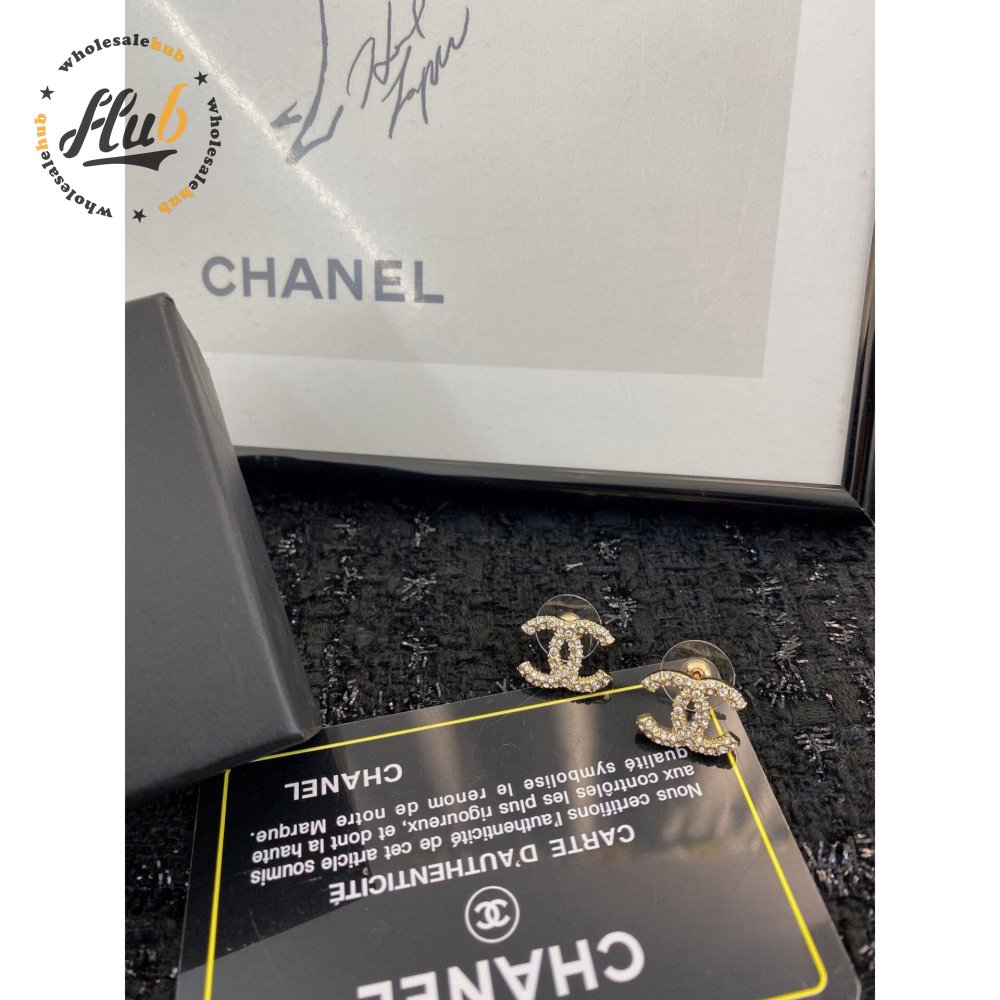 wholesalehub
wholesalehub
wholesalehub
Hub
CHANEL
CHANEL
CARTE D'AUTHENTICITÉ
Nous certifions l'authenticité de cet article soumis
aux contrôles les plus rigoureux, et dont la haute
qualité symbolise le renom de notre Marque.
CHANEL